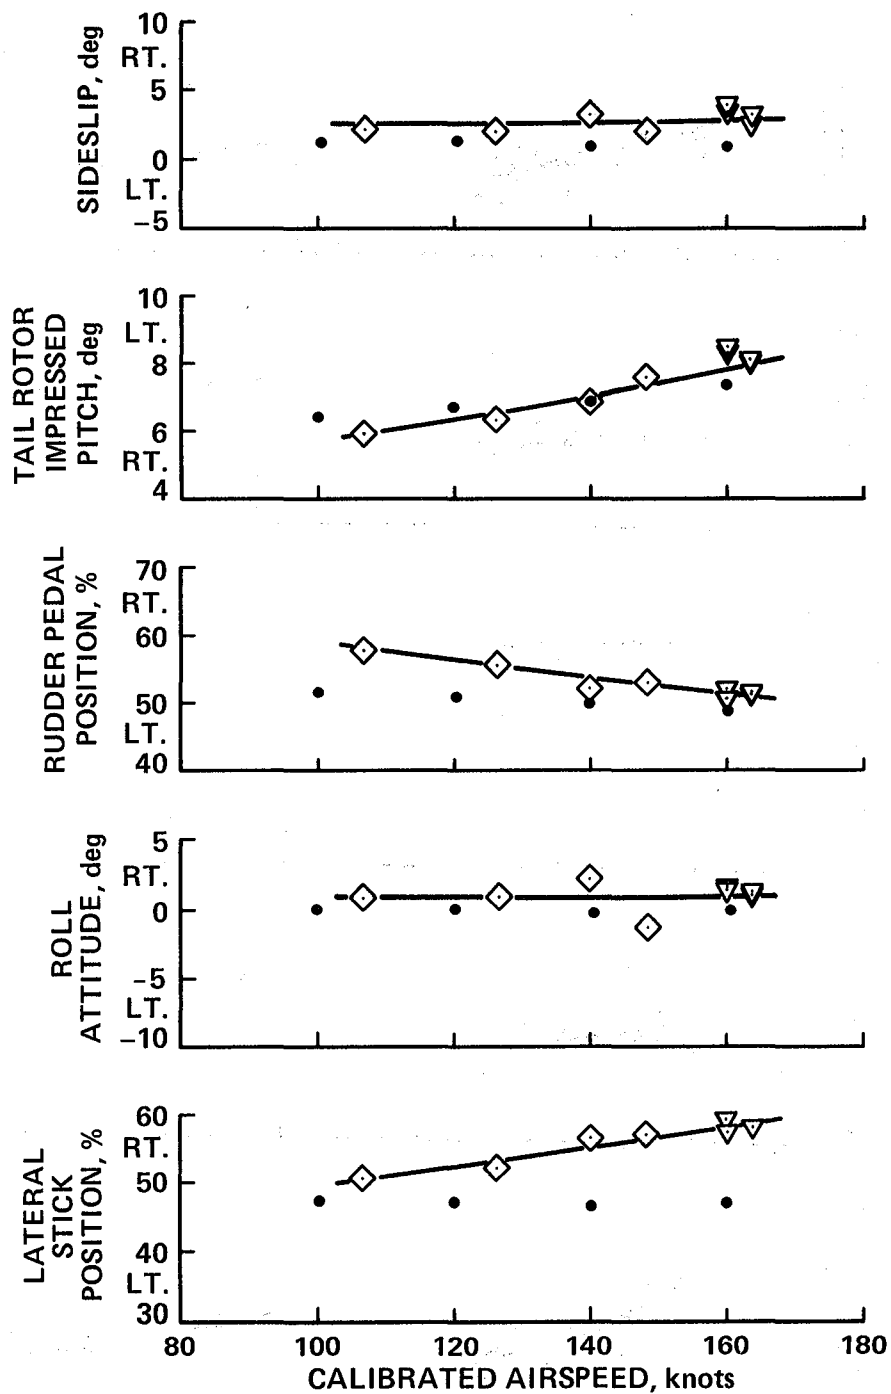 SIDESLIP, deg
10
RT.
5
0
LT.
−5
TAIL ROTOR
IMPRESSED
PITCH, deg
10
LT.
8
6
RT.
4
RUDDER PEDAL
POSITION, %
70
RT.
60
50
LT.
40
ROLL
ATTITUDE, deg
5
RT.
0
−5
LT.
−10
LATERAL
STICK
POSITION, %
60
RT.
50
40
LT.
30
80 100 120 140 160 180
CALIBRATED AIRSPEED, knots